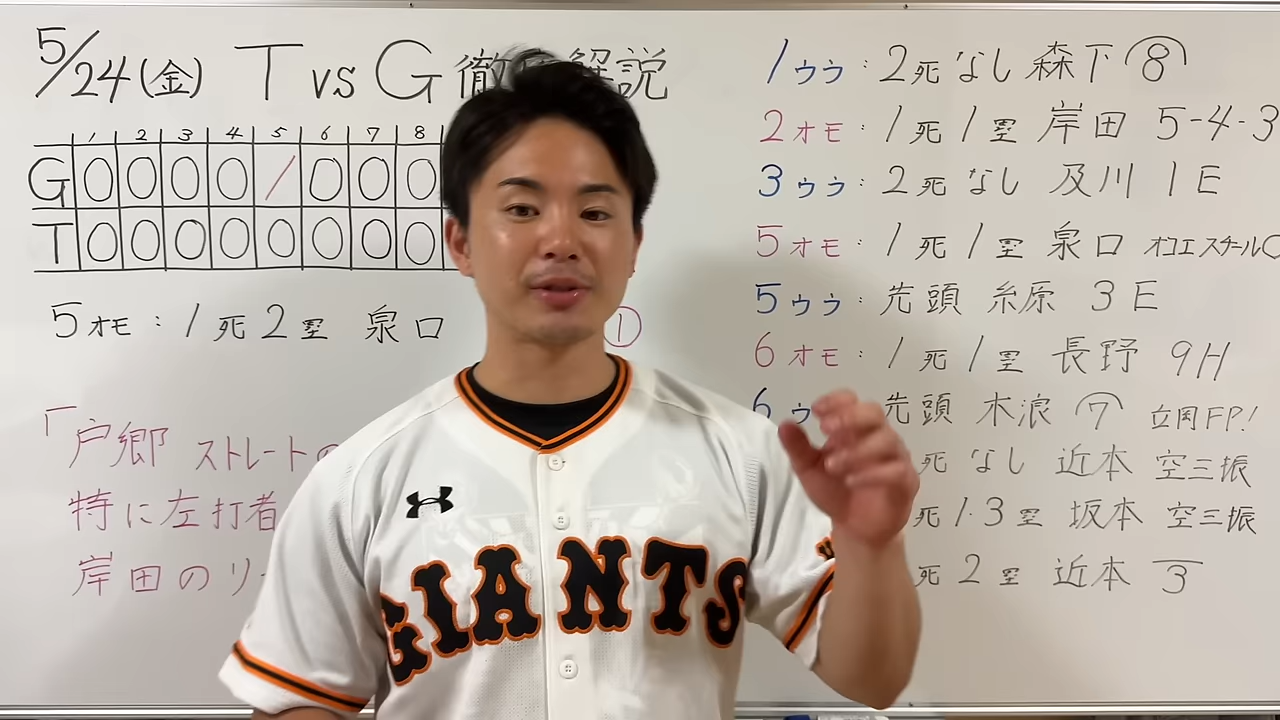 5/24(金) T vs G 徹底解説
1 2 3 4 5 6 7 8
G 0 0 0 0 1 0 0 0
T 0 0 0 0 0 0 0 0
5オモ:1死2塁 泉口 ①
「戸郷 ストレートの
特に左打者
岸田のリ
1ウラ:2死なし 森下 8
2オモ:1死1塁 岸田 5-4-3
3ウラ:2死なし 及川 1E
5オモ:1死1塁 泉口 オコエスチール
5ウラ:先頭 糸原 3E
6オモ:1死1塁 長野 9H
6ウ 先頭 木浪 7 立岡FP!
死なし 近本 空三振
死1・3塁 坂本 空三振
死2塁 近本 3
GIANTS